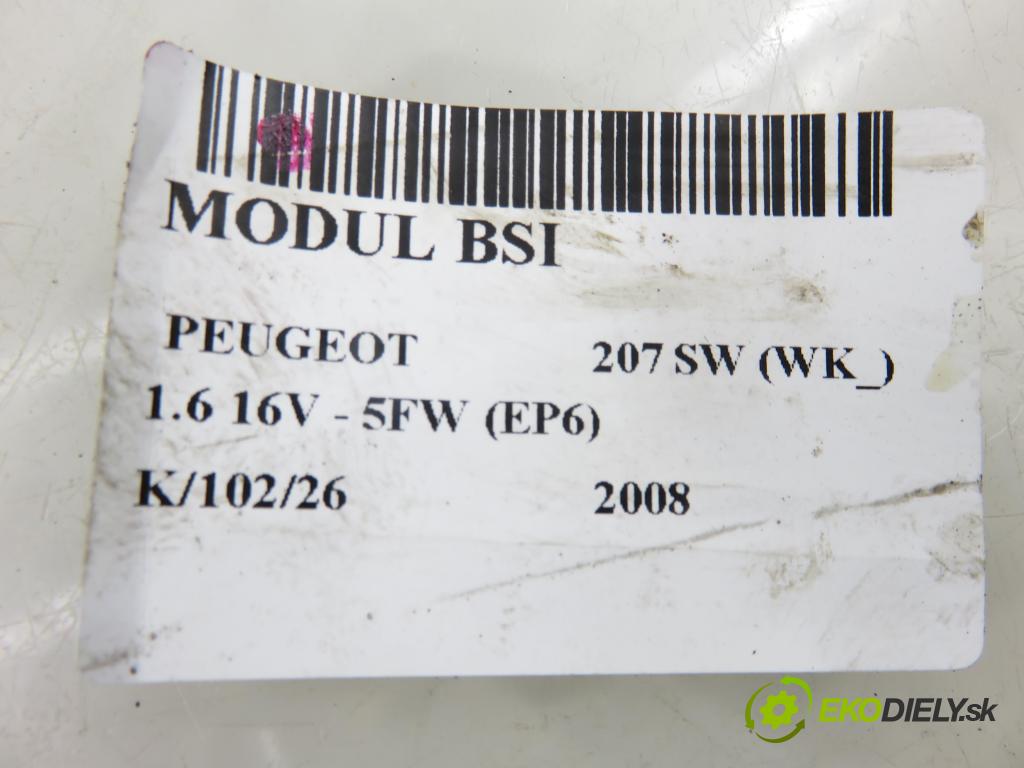 MODUL BSI
PEUGEOT 207 SW (WK_)
1.6 16V - 5FW (EP6)
K/102/26 2008
EKODIELY.sk